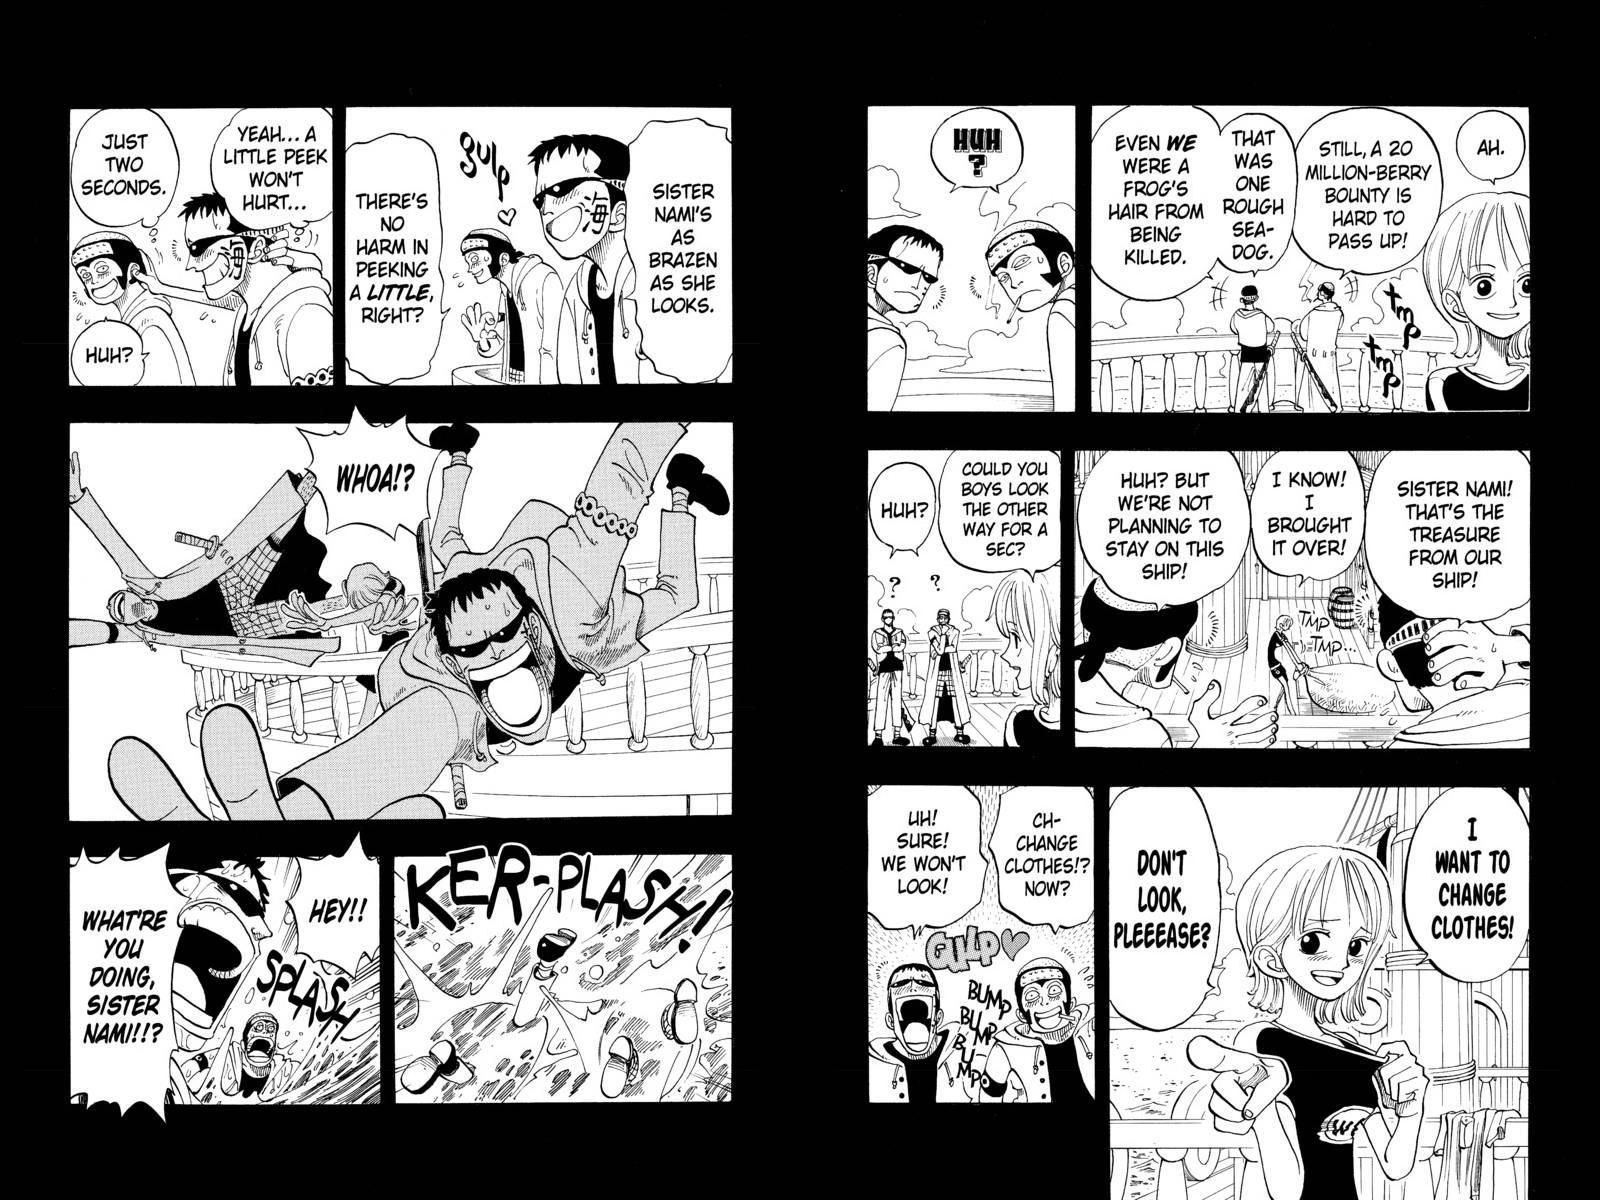 AH.
STILL, A 20
MILLION-BERRY
BOUNTY IS
HARD TO
PASS UP!
THAT
WAS
ONE
ROUGH
SEA-
DOG.
EVEN WE
WERE A
FROG'S
HAIR FROM
BEING
KILLED.
TMP
TMP
HUH
?
SISTER NAMI!
THAT'S THE
TREASURE
FROM OUR
SHIP!
I KNOW!
I
BROUGHT
IT OVER!
HUH? BUT
WE'RE NOT
PLANNING TO
STAY ON THIS
SHIP!
TMP
TMP...
COULD YOU
BOYS LOOK
THE OTHER
WAY FOR A
SEC?
HUH?
?
?
I
WANT TO
CHANGE
CLOTHES!
DON'T
LOOK,
PLEEEASE?
CH-
CHANGE
CLOTHES!?
NOW?
UH!
SURE!
WE WON'T
LOOK!
GULP
BUMP
BUMP
BU-
BUMP
SISTER
NAMI'S
AS
BRAZEN
AS SHE
LOOKS.
gulp
THERE'S
NO
HARM IN
PEEKING
A LITTLE,
RIGHT?
海
YEAH... A
LITTLE PEEK
WON'T
HURT...
海
JUST
TWO
SECONDS.
HUH?
WHOA!?
KER-PLASH!
HEY!!
SPLASH
WHAT'RE
YOU
DOING,
SISTER
NAMI!!?